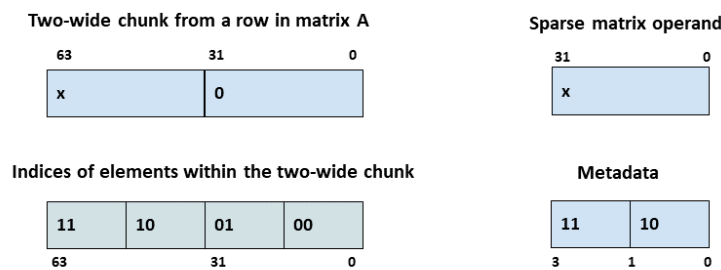 Two-wide chunk from a row in matrix A
63 31 0
x 0
Sparse matrix operand
31 0
x
Indices of elements within the two-wide chunk
11 10 01 00
63 31 0
Metadata
11 10
3 1 0